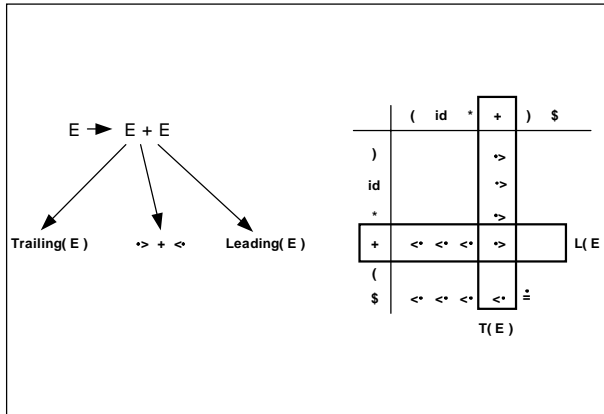 E → E + E
Trailing( E ) •> + <• Leading( E )
( id * + ) $
) •>
id •>
* •>
+ <• <• <• •> L( E
(
$ <• <• <• <• ≐
T( E )